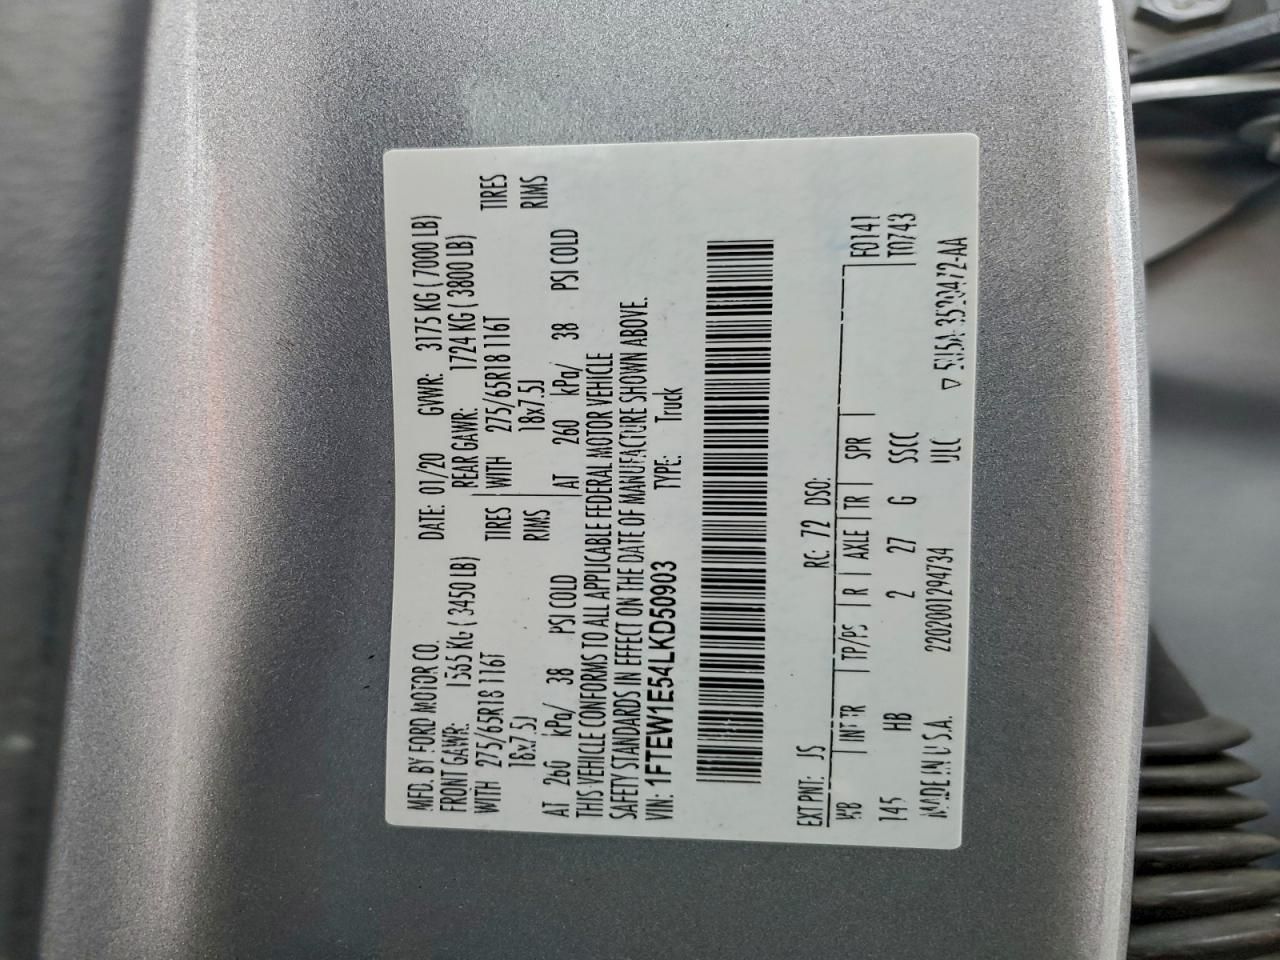 MFD. BY FORD MOTOR CO. DATE: 01/20 GVWR: 3175 KG ( 7000 LB)
FRONT GAWR: 1565 KG ( 3450 LB) REAR GAWR: 1724 KG ( 3800 LB)
WITH 275/65R18 116T TIRES WITH 275/65R18 116T TIRES
18x7.5J RIMS 18x7.5J RIMS
AT 260 kPa/ 38 PSI COLD AT 260 kPa/ 38 PSI COLD
THIS VEHICLE CONFORMS TO ALL APPLICABLE FEDERAL MOTOR VEHICLE
SAFETY STANDARDS IN EFFECT ON THE DATE OF MANUFACTURE SHOWN ABOVE.
VIN: 1FTEW1E54LKD50903 TYPE: Truck
EXT PNT: JS RC: 72 DSO:
WB INT TR TP/PS R AXLE TR SPR F0141
145 HB 2 27 G SSCC T0743
MADE IN U.S.A. 220200129473​4 ULC